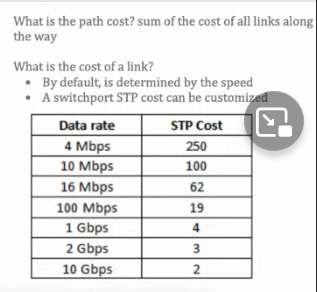 What is the path cost? sum of the cost of all links along
the way
What is the cost of a link?
• By default, is determined by the speed
• A switchport STP cost can be customized
Data rate STP Cost
4 Mbps 250
10 Mbps 100
16 Mbps 62
100 Mbps 19
1 Gbps 4
2 Gbps 3
10 Gbps 2